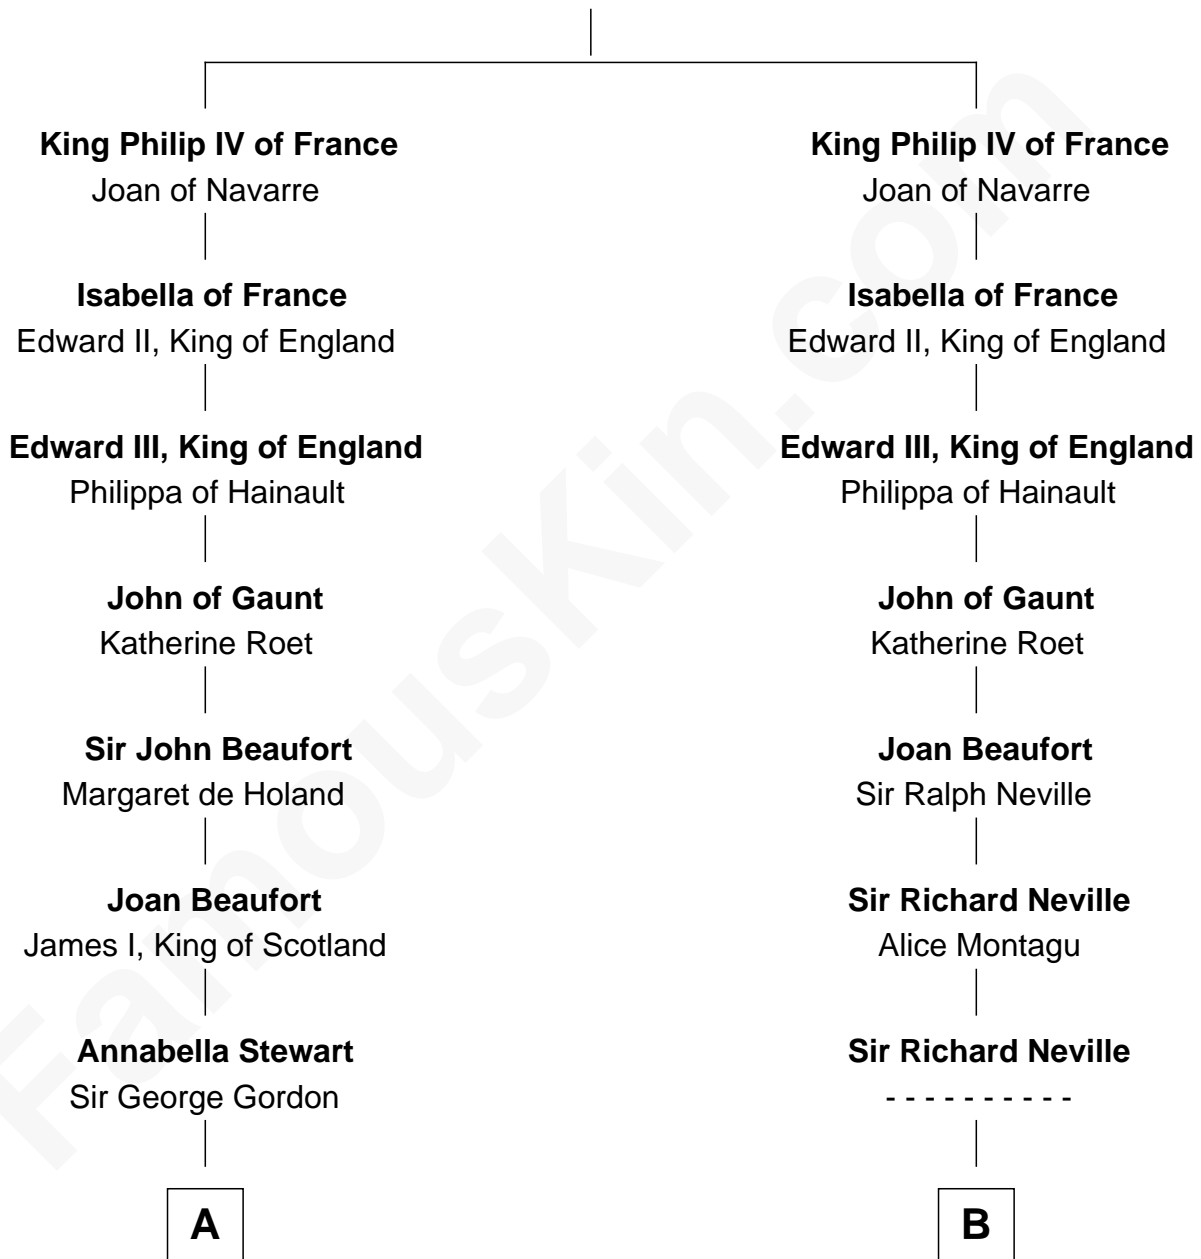 King Philip IV of France
Joan of Navarre
Isabella of France
Edward II, King of England
Edward III, King of England
Philippa of Hainault
John of Gaunt
Katherine Roet
Sir John Beaufort
Margaret de Holand
Joan Beaufort
James I, King of Scotland
Annabella Stewart
Sir George Gordon
A
King Philip IV of France
Joan of Navarre
Isabella of France
Edward II, King of England
Edward III, King of England
Philippa of Hainault
John of Gaunt
Katherine Roet
Joan Beaufort
Sir Ralph Neville
Sir Richard Neville
Alice Montagu
Sir Richard Neville
- - - - - - - - - -
B
FamousKin.com